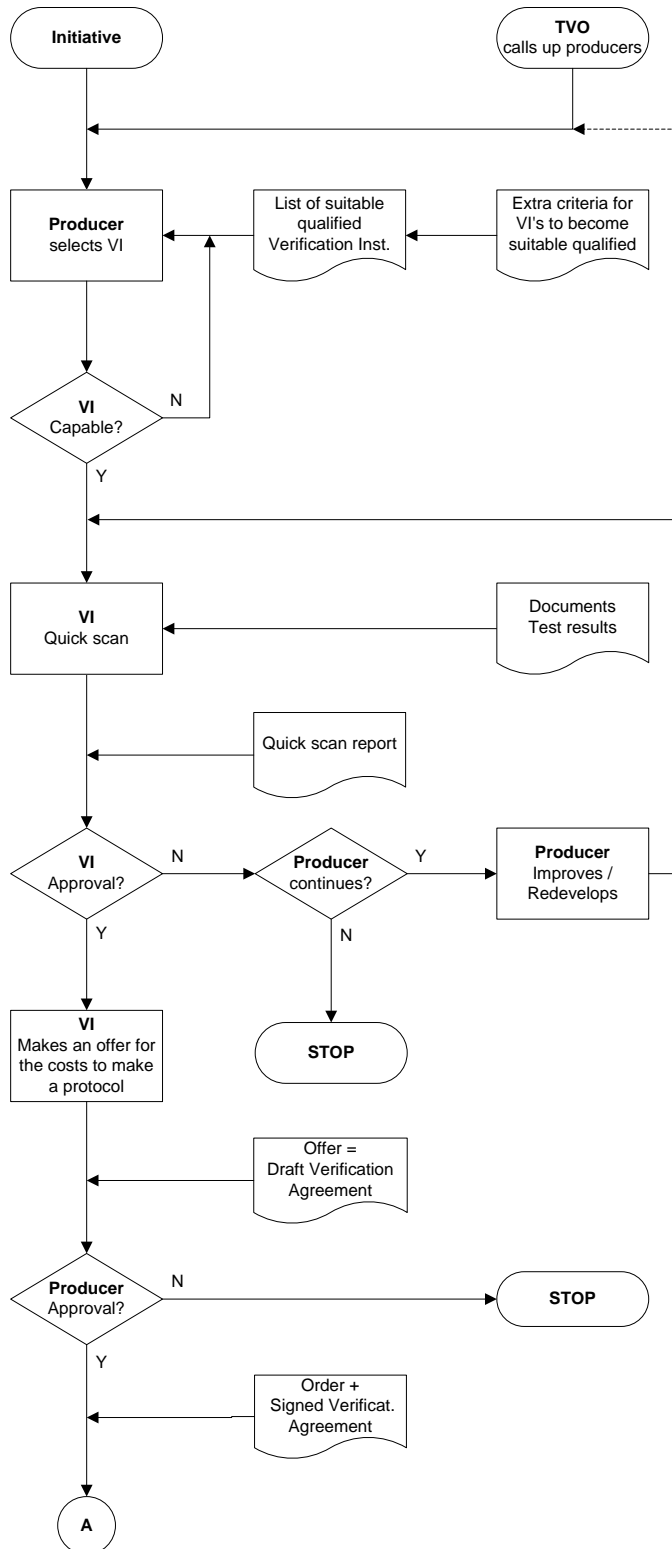 Initiative
TVO
calls up producers
Producer
selects VI
List of suitable
qualified
Verification Inst.
Extra criteria for
VI's to become
suitable qualified
VI
Capable?
N
Y
VI
Quick scan
Documents
Test results
Quick scan report
VI
Approval?
N
Y
Producer
continues?
Y
N
Producer
Improves /
Redevelops
VI
Makes an offer for
the costs to make
a protocol
STOP
Offer =
Draft Verification
Agreement
Producer
Approval?
N
Y
STOP
Order +
Signed Verificat.
Agreement
A